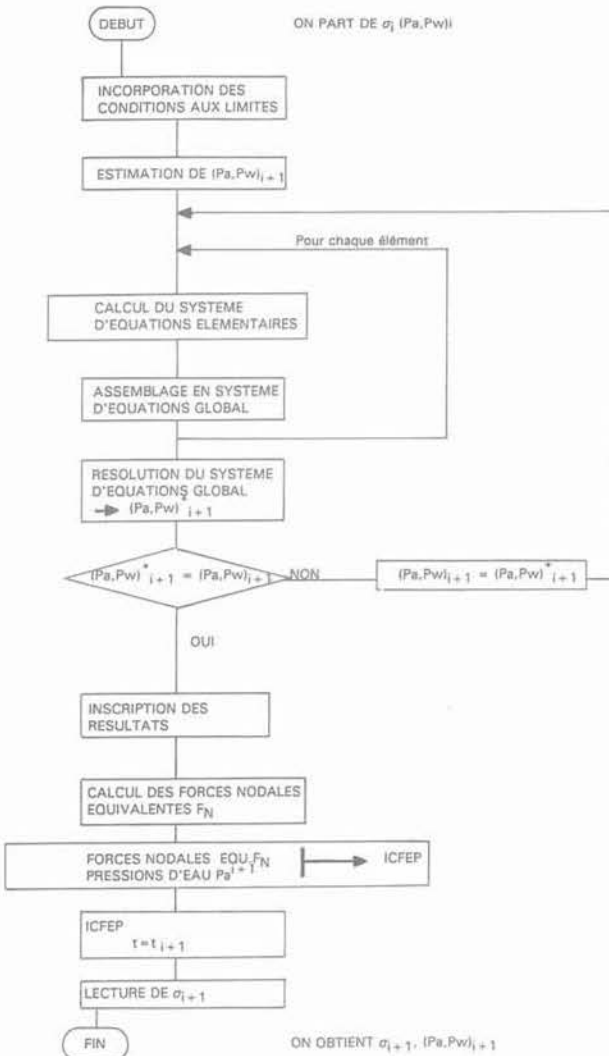 DEBUT
ON PART DE σi (Pa,Pw)i
INCORPORATION DES
CONDITIONS AUX LIMITES
ESTIMATION DE (Pa,Pw)i + 1
Pour chaque élément
CALCUL DU SYSTEME
D'EQUATIONS ELEMENTAIRES
ASSEMBLAGE EN SYSTEME
D'EQUATIONS GLOBAL
RESOLUTION DU SYSTEME
D'EQUATIONS GLOBAL
→ (Pa,Pw)* i + 1
(Pa,Pw)* i + 1 = (Pa,Pw)i + 1
NON
(Pa,Pw)i + 1 = (Pa,Pw)* i + 1
OUI
INSCRIPTION DES
RESULTATS
CALCUL DES FORCES NODALES
EQUIVALENTES FN
FORCES NODALES EQU.FN
PRESSIONS D'EAU Pa i + 1
ICFEP
ICFEP
t = t i + 1
LECTURE DE σi + 1
FIN
ON OBTIENT σi + 1, (Pa,Pw)i + 1